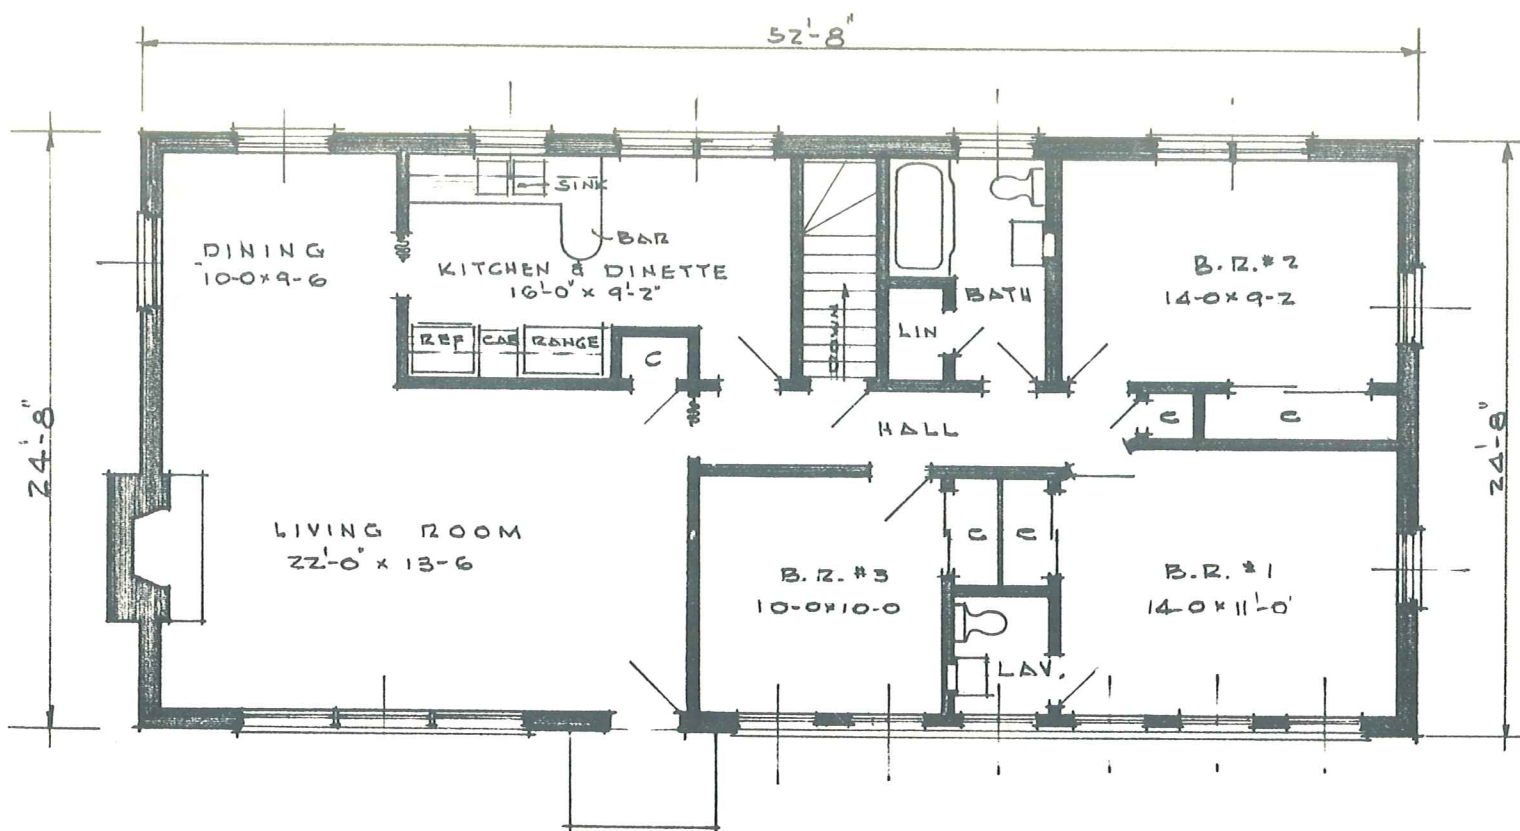 52'-8"
SINK
BAR
DINING
10-0x9-6
KITCHEN & DINETTE
16'-0" x 9'-2"
B.R. #2
14-0x9-2
BATH
LIN
DOWN
REF
CAB
RANGE
C
24'-8"
24'-8"
HALL
C
C
LIVING ROOM
22'-0" x 13-6
C
C
B.R. #3
10-0x10-0
B.R. #1
14-0x11'-0"
LAV.